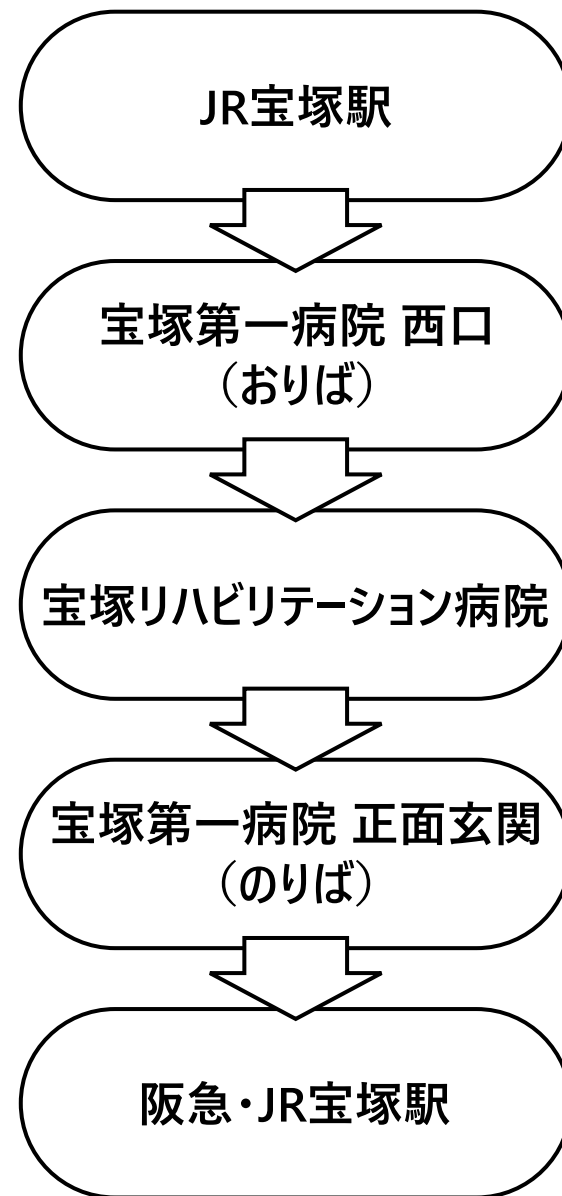 JR宝塚駅
宝塚第一病院 西口
（おりば）
宝塚リハビリテーション病院
宝塚第一病院 正面玄関
（のりば）
阪急・JR宝塚駅